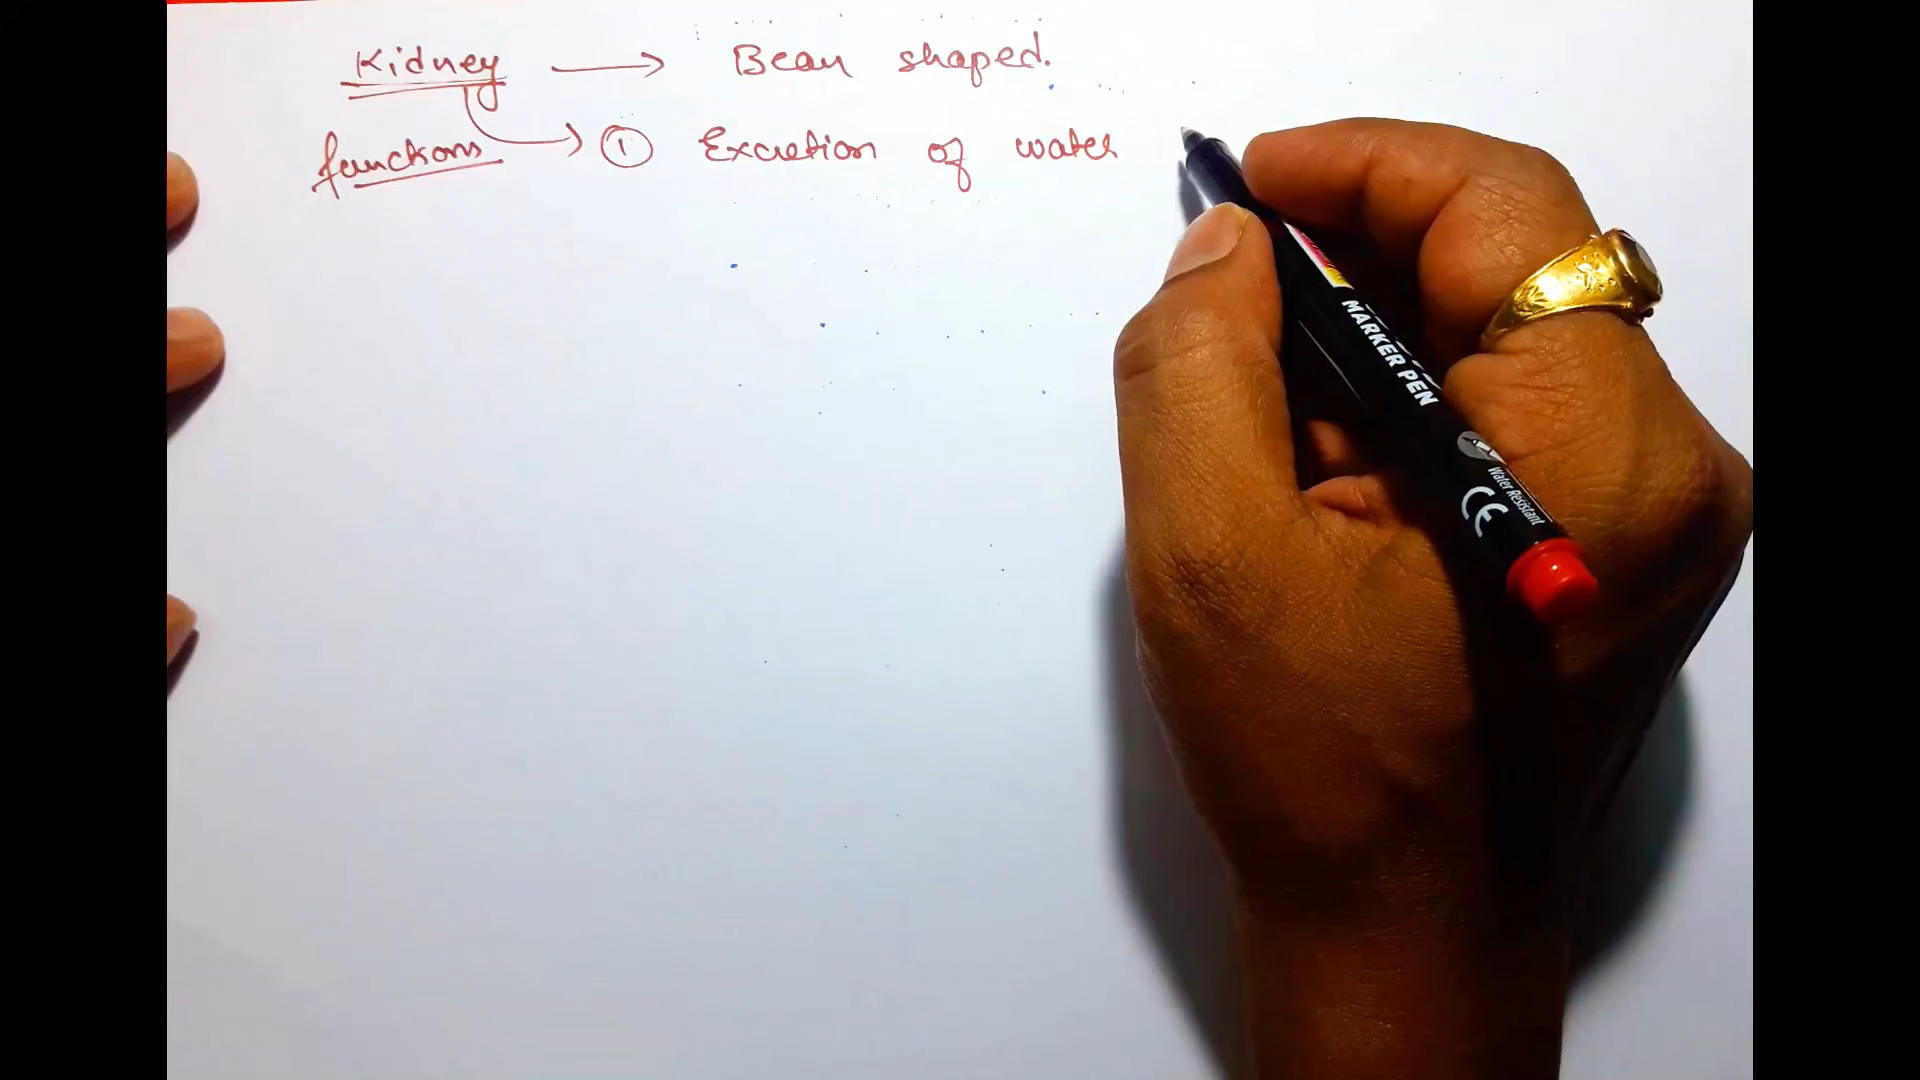 Kidney → Bean shaped.
functions → ① Excretion of water
MARKER PEN
Water Resistant
CE